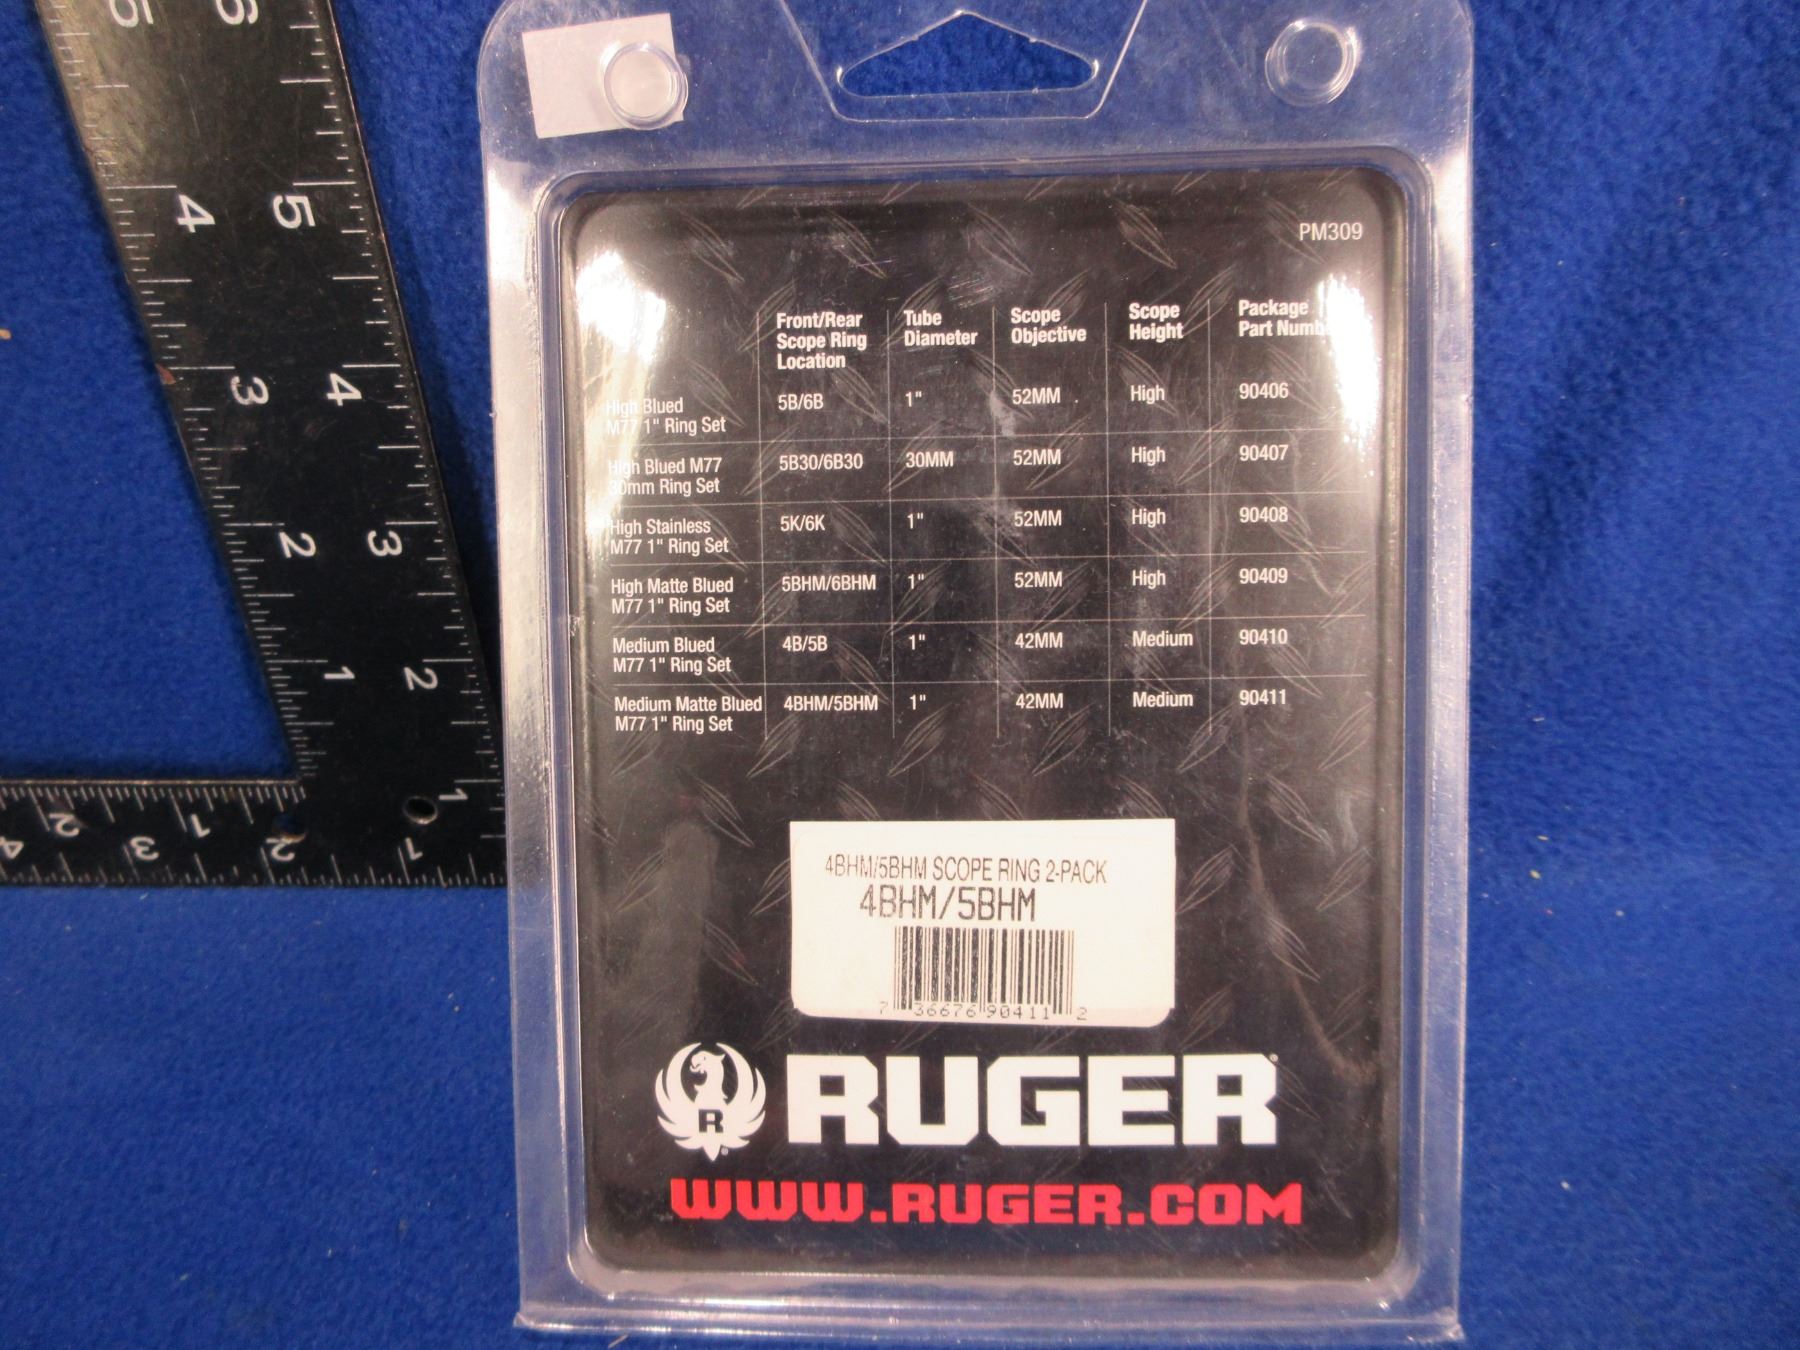 PM309
Front/Rear Scope Ring Location Tube Diameter Scope Objective Scope Height Package Part
High Blued M77 1" Ring Set 5B/6B 1" 52MM High 90406
High Blued M77 30mm Ring Set 5B30/6B30 30MM 52MM High 90407
High Stainless M77 1" Ring Set 5K/6K 1" 52MM High 90408
High Matte Blued M77 1" Ring Set 5BHM/6BHM 1" 52MM High 90409
Medium Blued M77 1" Ring Set 4B/5B 1" 42MM Medium 90410
Medium Matte Blued M77 1" Ring Set 4BHM/5BHM 1" 42MM Medium 90411
4BHM/5BHM SCOPE RING 2-PACK
4BHM/5BHM
7 36676 90411 2
R
RUGER
WWW.RUGER.COM
5 6
4 5
3 4
2 3
1 2
1
2 1
4 3 2 1